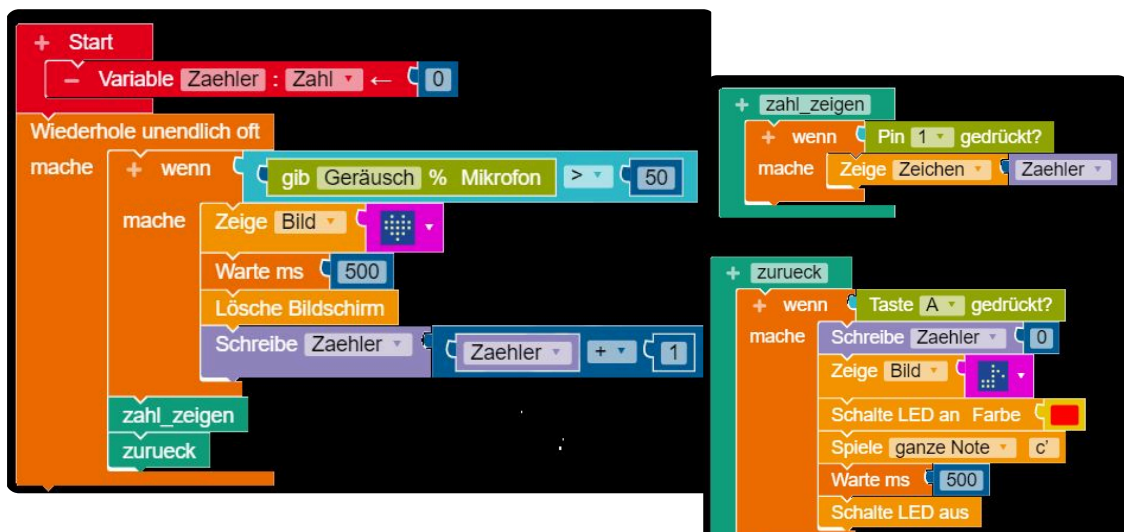 + Start
− Variable Zaehler : Zahl ← 0
Wiederhole unendlich oft
mache + wenn gib Geräusch % Mikrofon > 50
mache Zeige Bild
Warte ms 500
Lösche Bildschirm
Schreibe Zaehler Zaehler + 1
zahl_zeigen
zurueck
+ zahl_zeigen
+ wenn Pin 1 gedrückt?
mache Zeige Zeichen Zaehler
+ zurueck
+ wenn Taste A gedrückt?
mache Schreibe Zaehler 0
Zeige Bild
Schalte LED an Farbe
Spiele ganze Note c'
Warte ms 500
Schalte LED aus